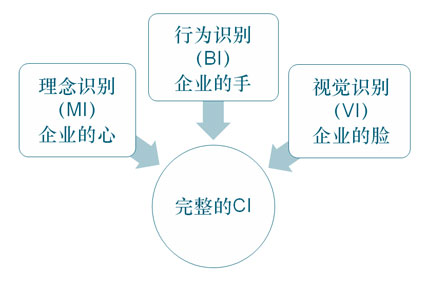 理念识别
(MI)
企业的心
行为识别
(BI)
企业的手
视觉识别
(VI)
企业的脸
完整的CI